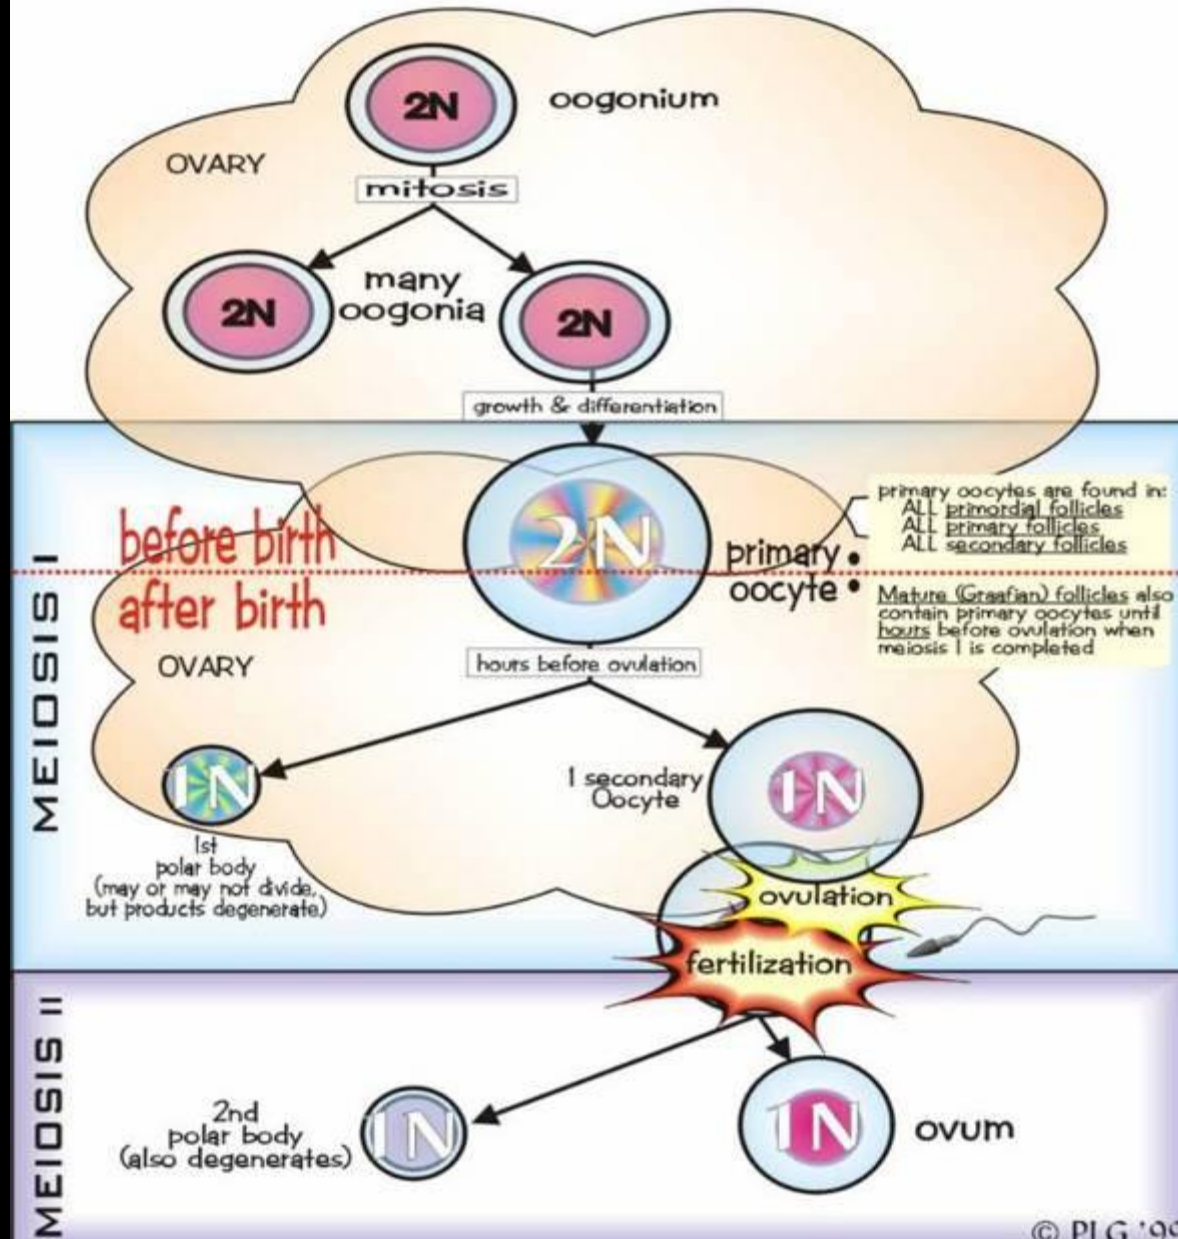 2N
oogonium
OVARY
mitosis
2N
many
oogonia
2N
growth & differentiation
MEIOSIS I
before birth
after birth
2N
primary •
oocyte •
primary oocytes are found in:
ALL primordial follicles
ALL primary follicles
ALL secondary follicles
Mature (Graafian) follicles also
contain primary oocytes until
hours before ovulation when
meiosis I is completed
OVARY
hours before ovulation
1N
1st
polar body
(may or may not divide,
but products degenerate)
1 secondary
Oocyte
1N
ovulation
fertilization
MEIOSIS II
2nd
polar body
(also degenerates)
1N
1N
ovum
© PLG '99